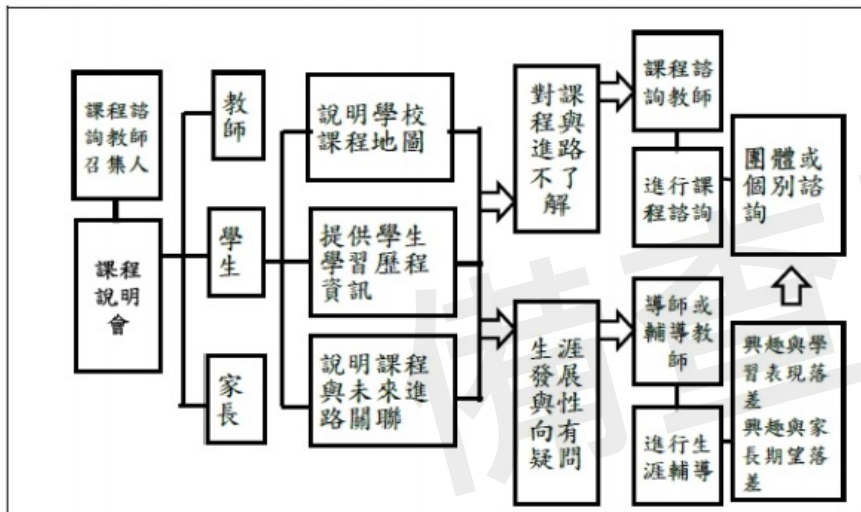 課程諮
詢教師
召集人
課程
說明
會
教
師
學
生
家
長
說明學校
課程地圖
提供學生
學習歷程
資訊
說明課程
與未來進
路關聯
對課
程與
進路
不了
解
生涯
發展
與性
向有
疑問
課程諮
詢教師
進行課
程諮詢
團體或
個別諮
詢
導師或
輔導教
師
進行生
涯輔導
興趣與學
習表現落
差
興趣與家
長期望落
差
備查